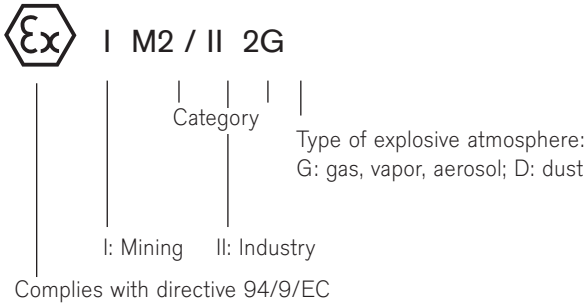 Ex I M2 / II 2G
Category
Type of explosive atmosphere:
G: gas, vapor, aerosol; D: dust
I: Mining II: Industry
Complies with directive 94/9/EC